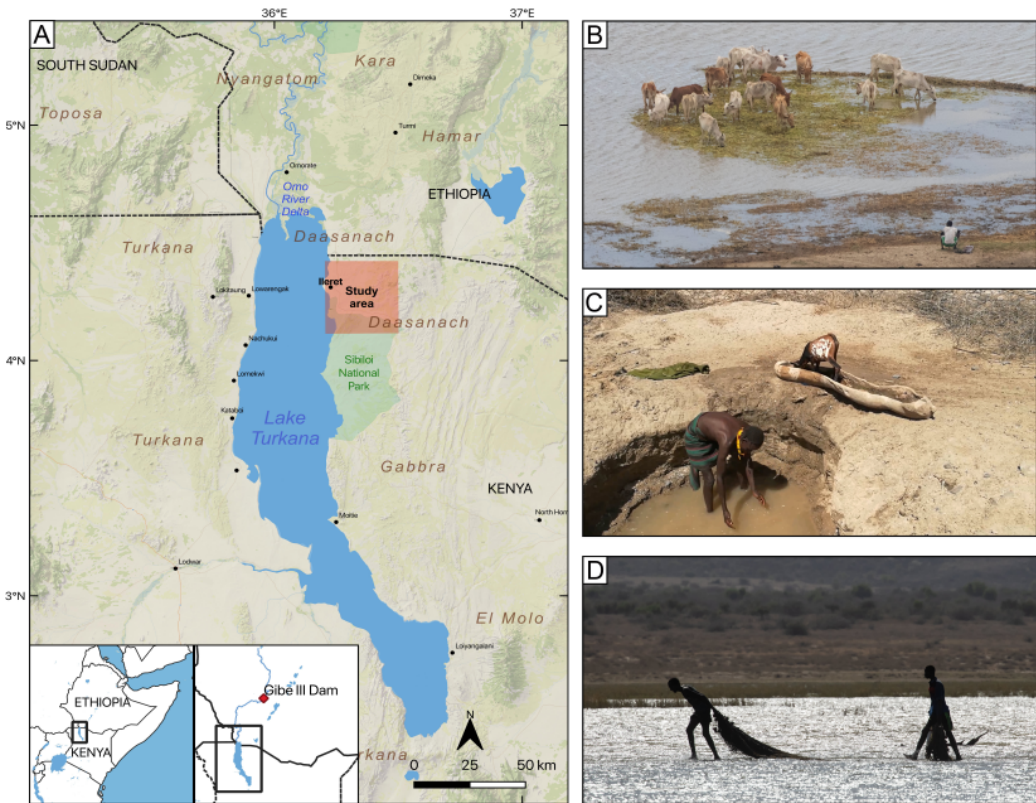 A
36°E
37°E
SOUTH SUDAN
Kara
Nyangatom
Dimeka
Toposa
5°N
Turmi
Hamar
Omorate
Omo
River
Delta
ETHIOPIA
Turkana
Daasanach
Ileret
Lokitaung
Lowarengak
Study
area
Daasanach
Nachukui
4°N
Sibiloi
National
Park
Lomekwi
Kataboi
Lake
Turkana
Turkana
Gabbra
KENYA
Moite
North Horr
Lodwar
3°N
El Molo
Loiyangalani
ETHIOPIA
KENYA
Gibe III Dam
N
rkana
0 25 50 km
B
C
D